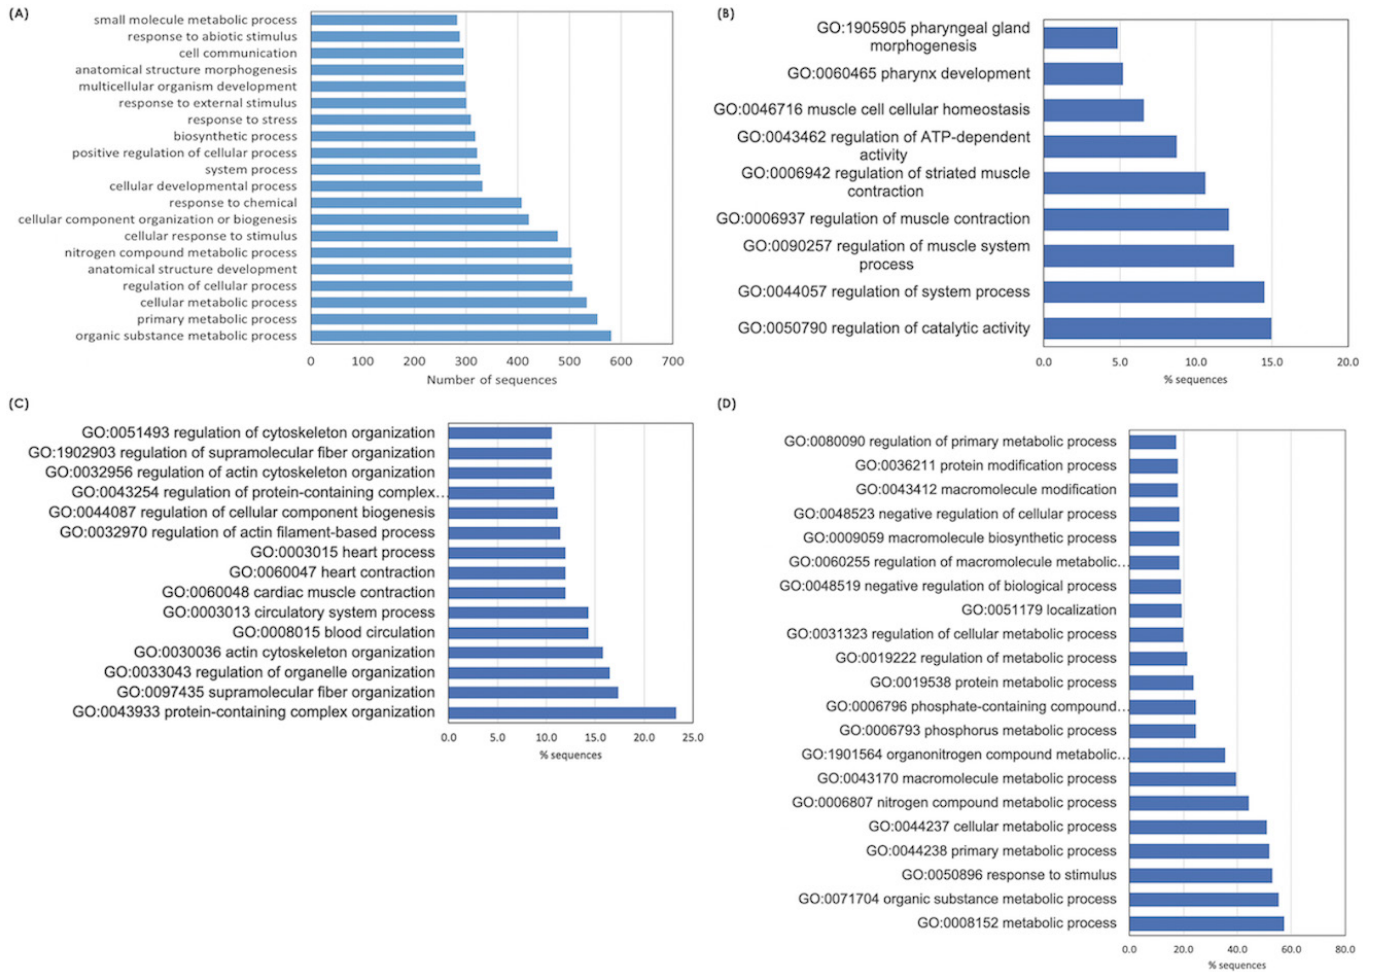 (A)
small molecule metabolic process
response to abiotic stimulus
cell communication
anatomical structure morphogenesis
multicellular organism development
response to external stimulus
response to stress
biosynthetic process
positive regulation of cellular process
system process
cellular developmental process
response to chemical
cellular component organization or biogenesis
cellular response to stimulus
nitrogen compound metabolic process
anatomical structure development
regulation of cellular process
cellular metabolic process
primary metabolic process
organic substance metabolic process
0 100 200 300 400 500 600 700
Number of sequences
(B)
GO:1905905 pharyngeal gland
morphogenesis
GO:0060465 pharynx development
GO:0046716 muscle cell cellular homeostasis
GO:0043462 regulation of ATP-dependent
activity
GO:0006942 regulation of striated muscle
contraction
GO:0006937 regulation of muscle contraction
GO:0090257 regulation of muscle system
process
GO:0044057 regulation of system process
GO:0050790 regulation of catalytic activity
0.0 5.0 10.0 15.0 20.0
% sequences
(C)
GO:0051493 regulation of cytoskeleton organization
GO:1902903 regulation of supramolecular fiber organization
GO:0032956 regulation of actin cytoskeleton organization
GO:0043254 regulation of protein-containing complex...
GO:0044087 regulation of cellular component biogenesis
GO:0032970 regulation of actin filament-based process
GO:0003015 heart process
GO:0060047 heart contraction
GO:0060048 cardiac muscle contraction
GO:0003013 circulatory system process
GO:0008015 blood circulation
GO:0030036 actin cytoskeleton organization
GO:0033043 regulation of organelle organization
GO:0097435 supramolecular fiber organization
GO:0043933 protein-containing complex organization
0.0 5.0 10.0 15.0 20.0 25.0
% sequences
(D)
GO:0080090 regulation of primary metabolic process
GO:0036211 protein modification process
GO:0043412 macromolecule modification
GO:0048523 negative regulation of cellular process
GO:0009059 macromolecule biosynthetic process
GO:0060255 regulation of macromolecule metabolic...
GO:0048519 negative regulation of biological process
GO:0051179 localization
GO:0031323 regulation of cellular metabolic process
GO:0019222 regulation of metabolic process
GO:0019538 protein metabolic process
GO:0006796 phosphate-containing compound...
GO:0006793 phosphorus metabolic process
GO:1901564 organonitrogen compound metabolic...
GO:0043170 macromolecule metabolic process
GO:0006807 nitrogen compound metabolic process
GO:0044237 cellular metabolic process
GO:0044238 primary metabolic process
GO:0050896 response to stimulus
GO:0071704 organic substance metabolic process
GO:0008152 metabolic process
0.0 20.0 40.0 60.0 80.0
% sequences